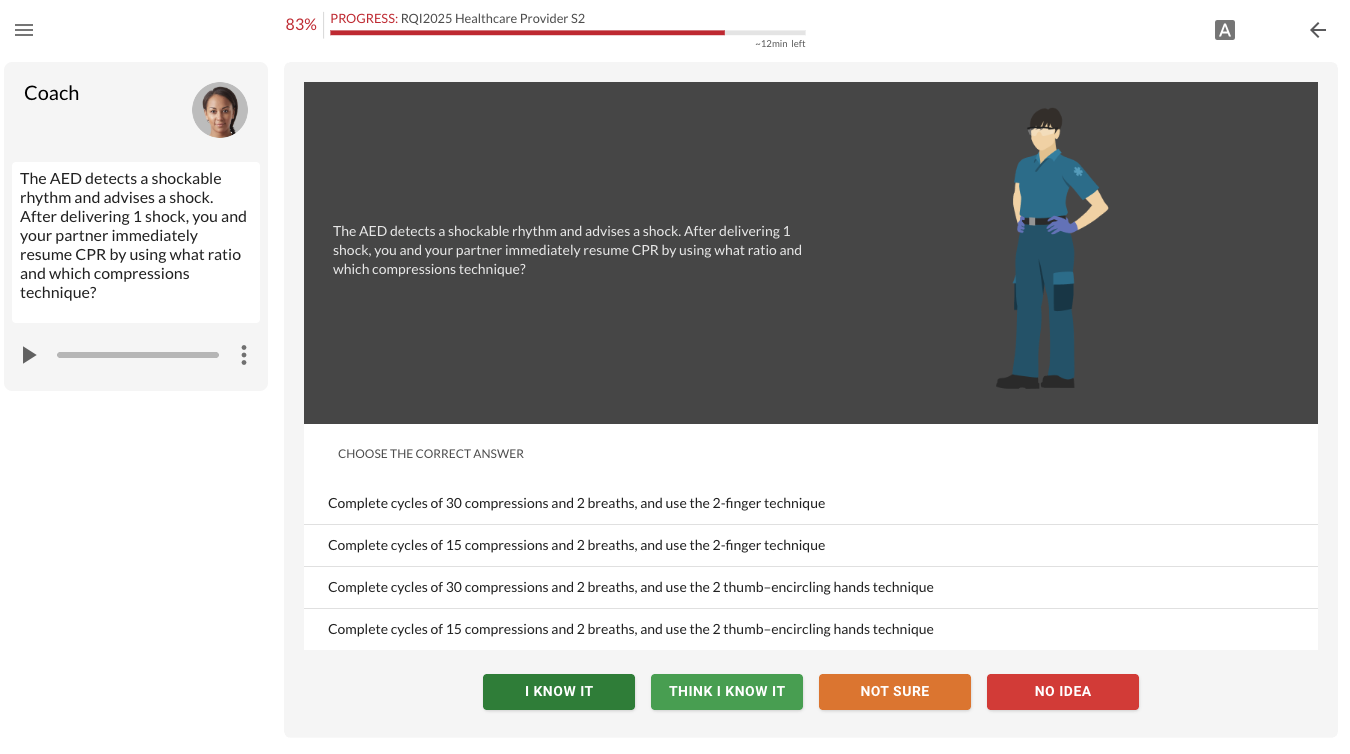 83%
PROGRESS: RQI2025 Healthcare Provider S2
~12min left
A
Coach
The AED detects a shockable
rhythm and advises a shock.
After delivering 1 shock, you and
your partner immediately
resume CPR by using what ratio
and which compressions
technique?
The AED detects a shockable rhythm and advises a shock. After delivering 1
shock, you and your partner immediately resume CPR by using what ratio and
which compressions technique?
CHOOSE THE CORRECT ANSWER
Complete cycles of 30 compressions and 2 breaths, and use the 2-finger technique
Complete cycles of 15 compressions and 2 breaths, and use the 2-finger technique
Complete cycles of 30 compressions and 2 breaths, and use the 2 thumb–encircling hands technique
Complete cycles of 15 compressions and 2 breaths, and use the 2 thumb–encircling hands technique
I KNOW IT
THINK I KNOW IT
NOT SURE
NO IDEA